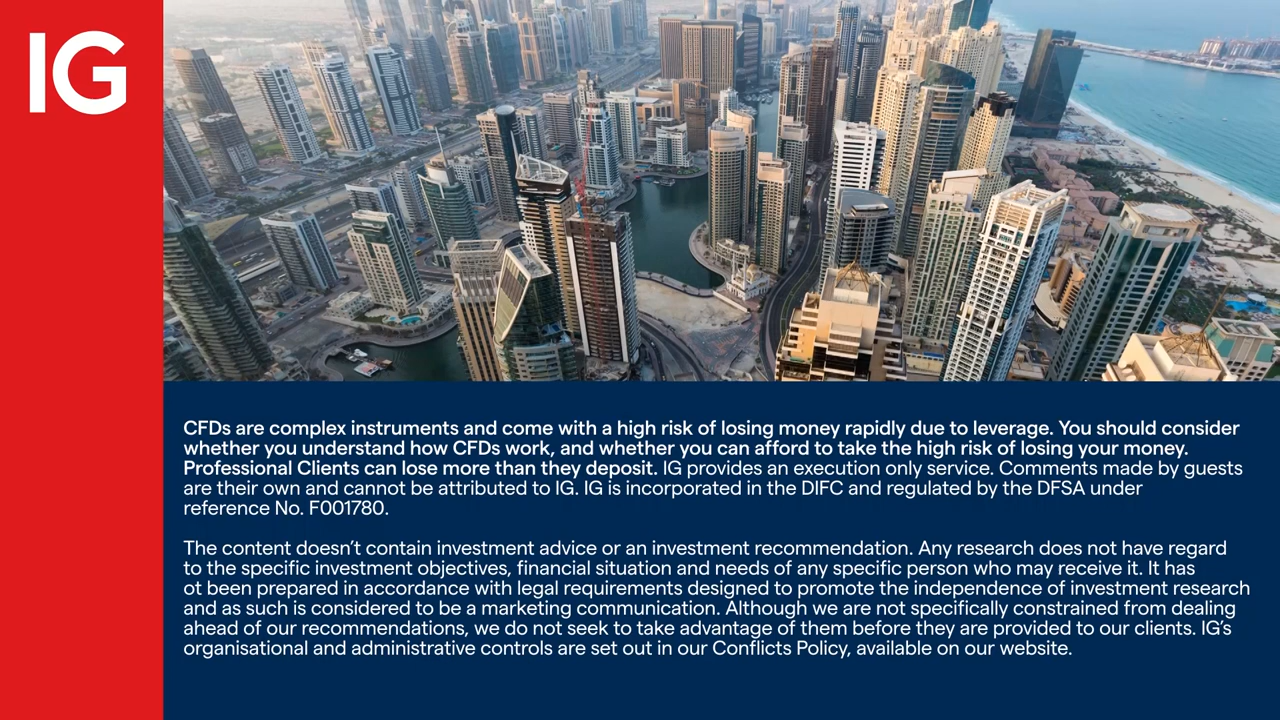 IG
CFDs are complex instruments and come with a high risk of losing money rapidly due to leverage. You should consider
whether you understand how CFDs work, and whether you can afford to take the high risk of losing your money.
Professional Clients can lose more than they deposit. IG provides an execution only service. Comments made by guests
are their own and cannot be attributed to IG. IG is incorporated in the DIFC and regulated by the DFSA under
reference No. F001780.
The content doesn’t contain investment advice or an investment recommendation. Any research does not have regard
to the specific investment objectives, financial situation and needs of any specific person who may receive it. It has
ot been prepared in accordance with legal requirements designed to promote the independence of investment research
and as such is considered to be a marketing communication. Although we are not specifically constrained from dealing
ahead of our recommendations, we do not seek to take advantage of them before they are provided to our clients. IG’s
organisational and administrative controls are set out in our Conflicts Policy, available on our website.